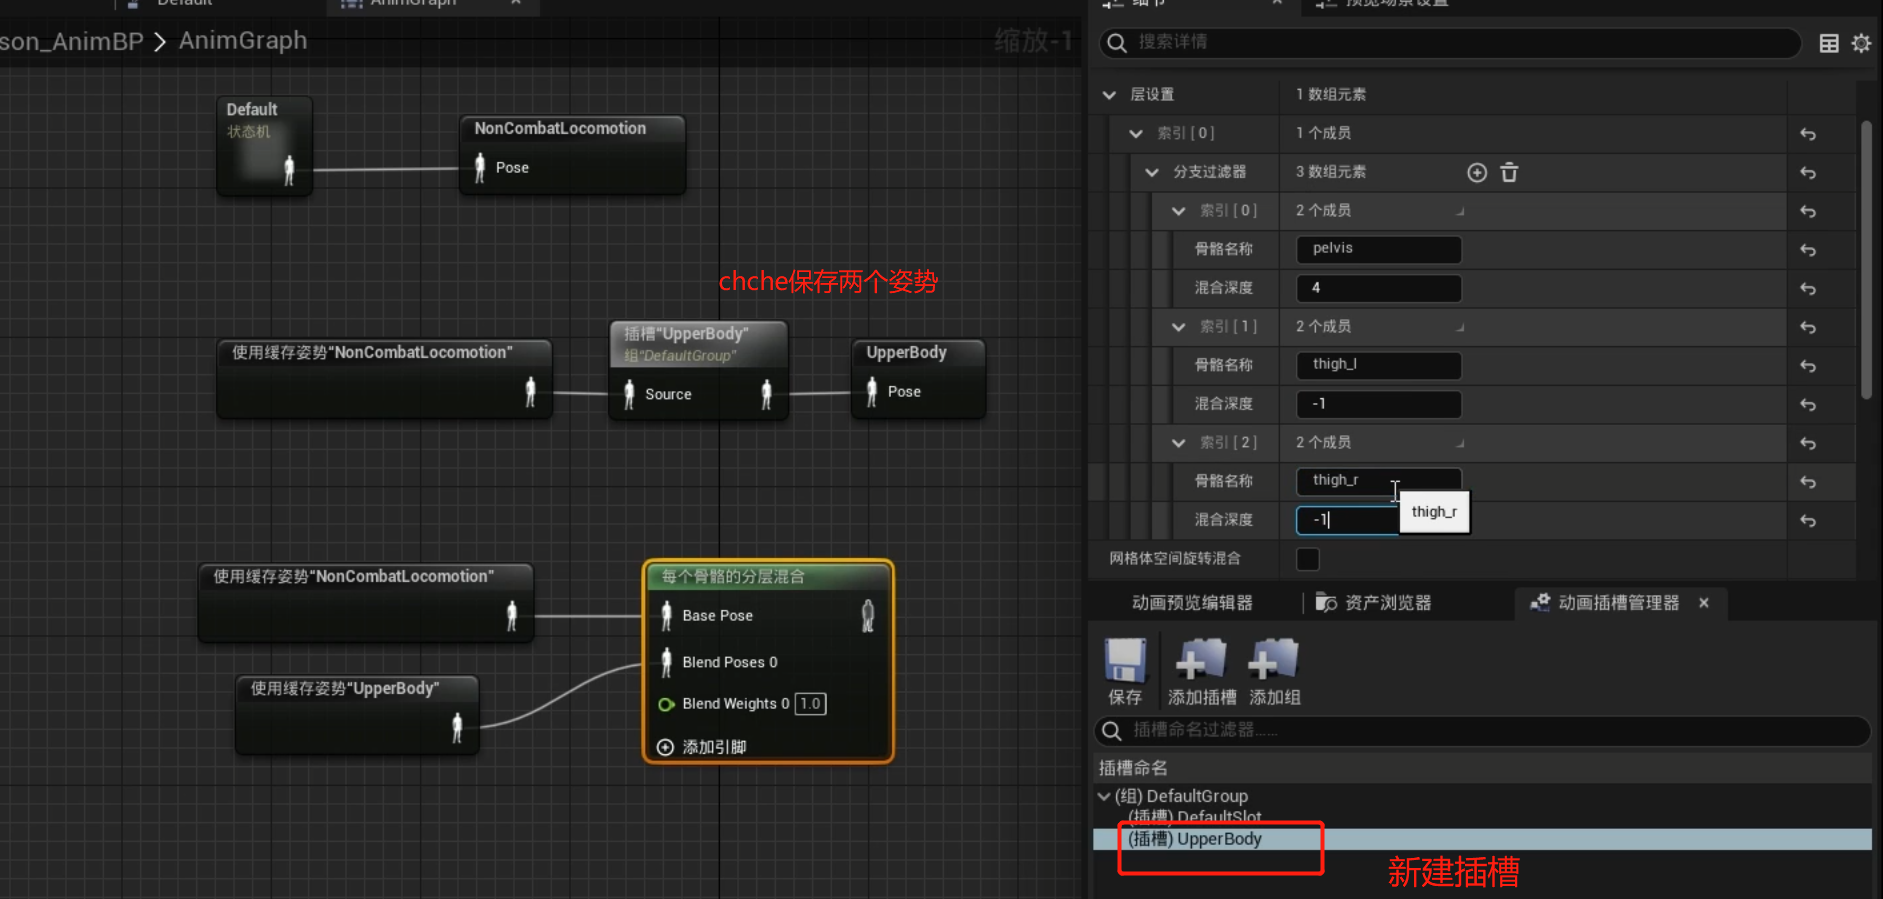 Default
AnimGraph
son_AnimBP > AnimGraph
缩放-1
Default
状态机
NonCombatLocomotion
Pose
chche保存两个姿势
使用缓存姿势“NonCombatLocomotion”
插槽“UpperBody”
组“DefaultGroup”
Source
UpperBody
Pose
使用缓存姿势“NonCombatLocomotion”
使用缓存姿势“UpperBody”
每个骨骼的分层混合
Base Pose
Blend Poses 0
Blend Weights 0 1.0
添加引脚
细节
预览场景设置
搜索详情
层设置 1 数组元素
索引 [ 0 ] 1 个成员
分支过滤器 3 数组元素
索引 [ 0 ] 2 个成员
骨骼名称 pelvis
混合深度 4
索引 [ 1 ] 2 个成员
骨骼名称 thigh_l
混合深度 -1
索引 [ 2 ] 2 个成员
骨骼名称 thigh_r
混合深度 -1
thigh_r
网格体空间旋转混合
动画预览编辑器 资产浏览器 动画插槽管理器
保存 添加插槽 添加组
插槽命名过滤器......
插槽命名
(组) DefaultGroup
(插槽) DefaultSlot
(插槽) UpperBody
新建插槽